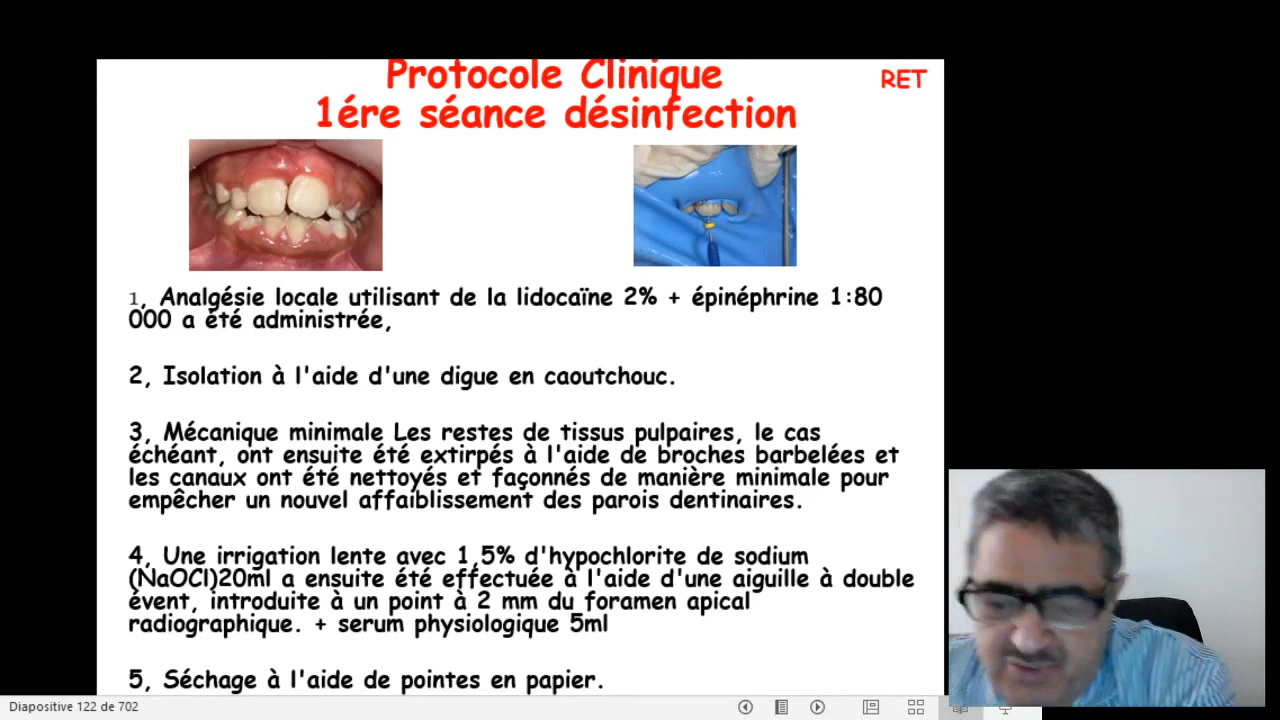 Protocole Clinique
RET
1ére séance désinfection
1, Analgésie locale utilisant de la lidocaïne 2% + épinéphrine 1:80
000 a été administrée,
2, Isolation à l'aide d'une digue en caoutchouc.
3, Mécanique minimale Les restes de tissus pulpaires, le cas
échéant, ont ensuite été extirpés à l'aide de broches barbelées et
les canaux ont été nettoyés et façonnés de manière minimale pour
empêcher un nouvel affaiblissement des parois dentinaires.
4, Une irrigation lente avec 1,5% d'hypochlorite de sodium
(NaOCl)20ml a ensuite été effectuée à l'aide d'une aiguille à double
évent, introduite à un point à 2 mm du foramen apical
radiographique. + serum physiologique 5ml
5, Séchage à l'aide de pointes en papier.
Diapositive 122 de 702